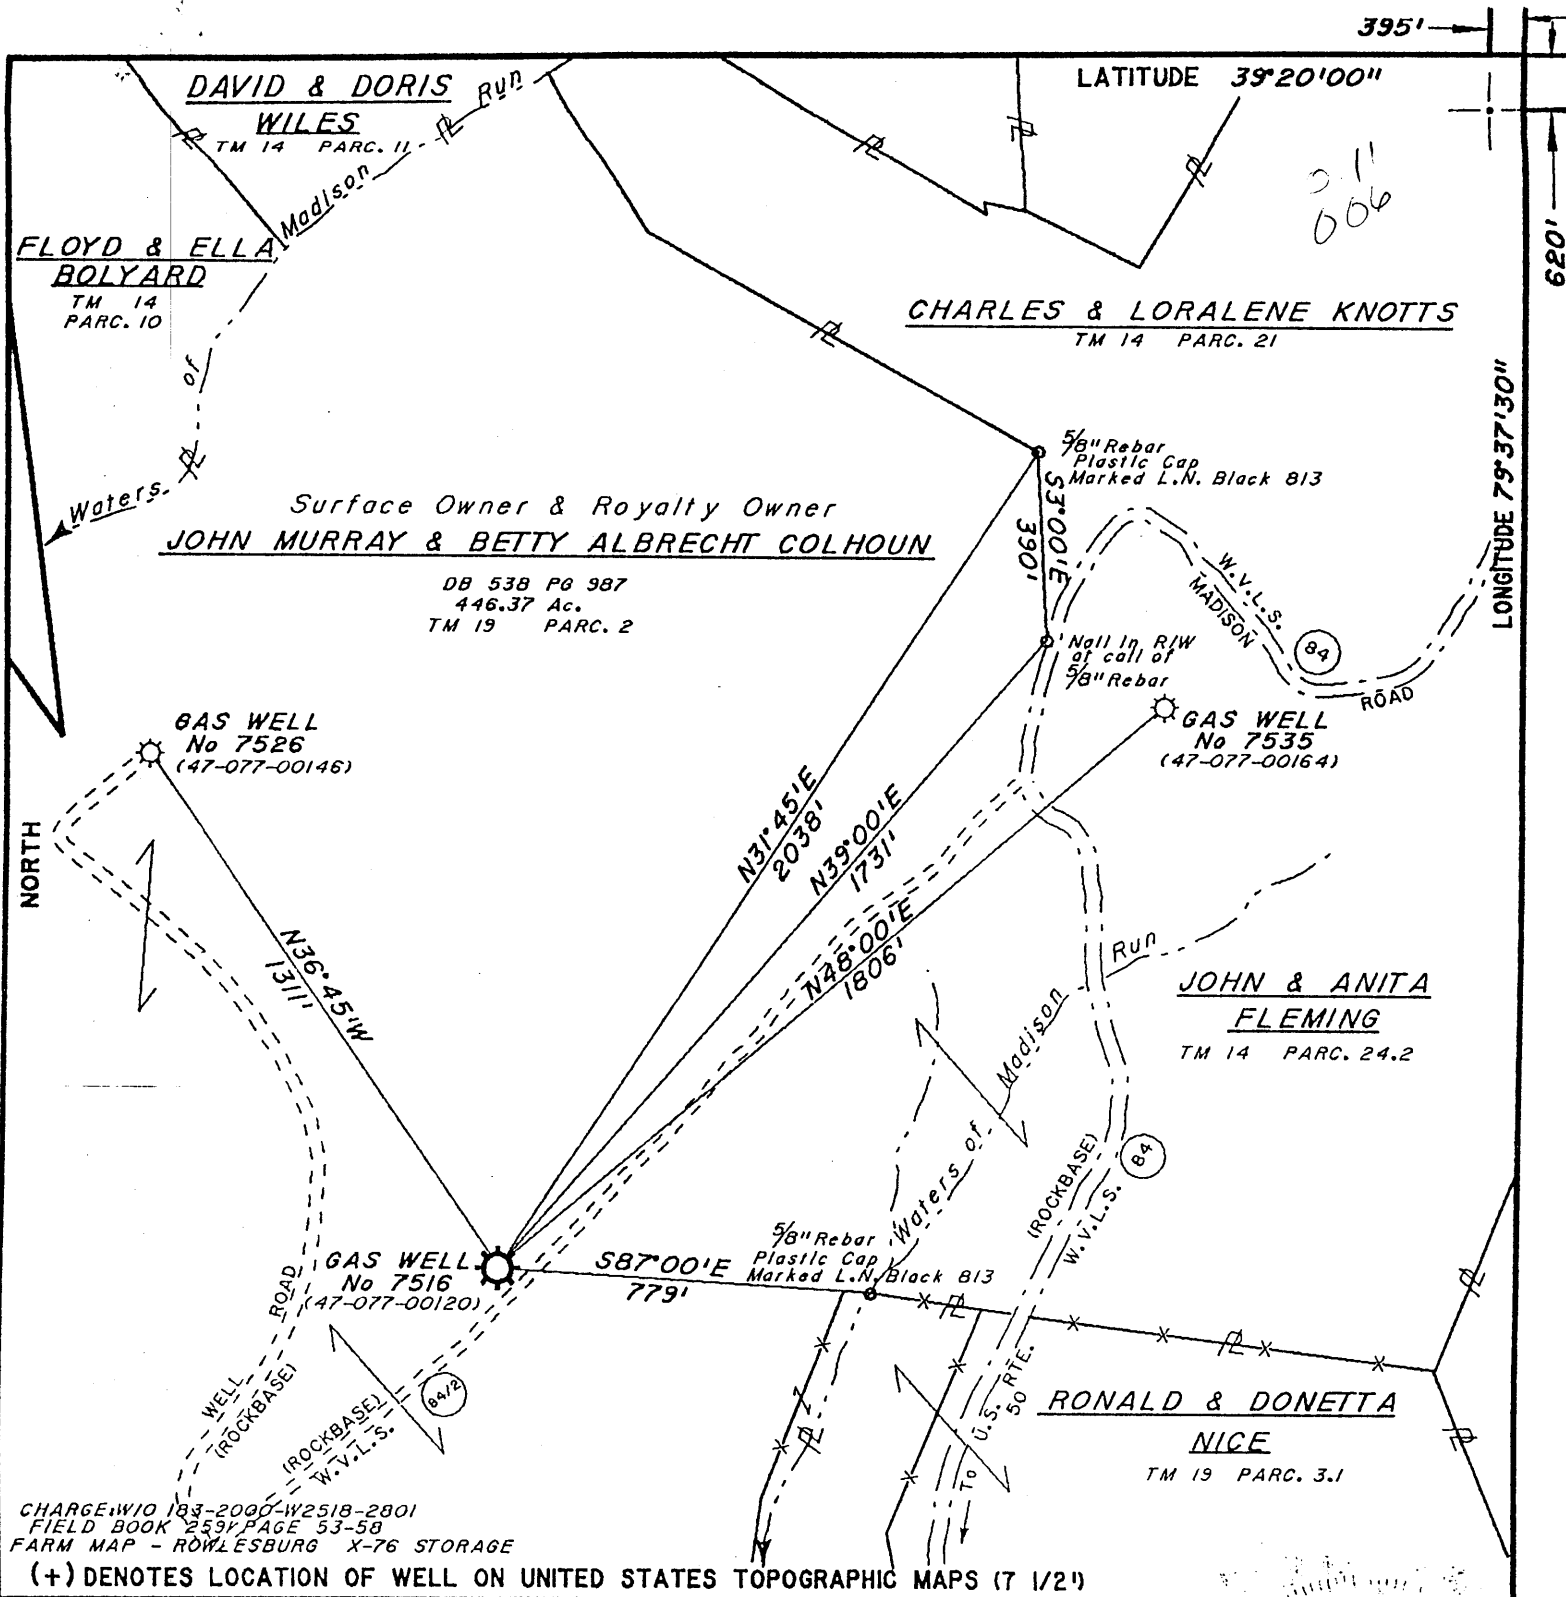 395'
LATITUDE 39°20'00"
620'
LONGITUDE 79°37'30"
006
DAVID & DORIS
WILES
TM 14 PARC. 11
Waters of Madison Run
FLOYD & ELLA
BOLYARD
TM 14
PARC. 10
CHARLES & LORALENE KNOTTS
TM 14 PARC. 21
5/8" Rebar
Plastic Cap
Marked L.N. Black 813
S3°00'E
390'
Surface Owner & Royalty Owner
JOHN MURRAY & BETTY ALBRECHT COLHOUN
DB 538 PG 987
446.37 Ac.
TM 19 PARC. 2
W.V.L.S.
MADISON
84
ROAD
Nail In R/W
at call of
5/8" Rebar
GAS WELL
No 7526
(47-077-00146)
GAS WELL
No 7535
(47-077-00164)
NORTH
N31°45'E
2038'
N39°00'E
1731'
N48°00'E
1806'
N36°45'W
1311'
Waters of Madison Run
JOHN & ANITA
FLEMING
TM 14 PARC. 24.2
(ROCKBASE)
W.V.L.S.
84
GAS WELL
No 7516
(47-077-00120)
S87°00'E
779'
5/8" Rebar
Plastic Cap
Marked L.N. Black 813
WELL ROAD
(ROCKBASE)
(ROCKBASE)
W.V.L.S.
84/2
To U.S. RTE.
50
RONALD & DONETTA
NICE
TM 19 PARC. 3.1
CHARGE: W/O 183-2000-W2518-2801
FIELD BOOK 259Y PAGE 53-58
FARM MAP - ROWLESBURG X-76 STORAGE
(+) DENOTES LOCATION OF WELL ON UNITED STATES TOPOGRAPHIC MAPS (7 1/2')